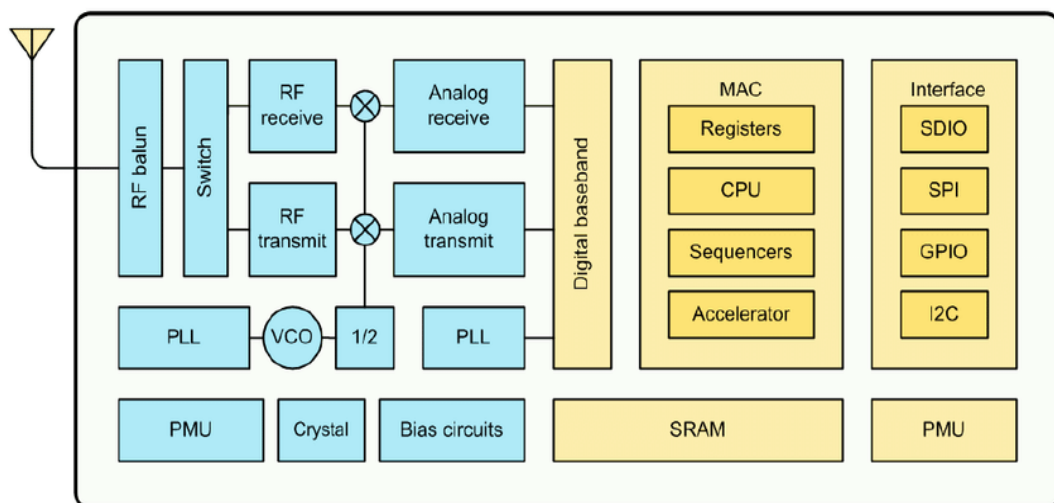 RF balun
Switch
RF
receive
Analog
receive
RF
transmit
Analog
transmit
PLL
VCO
1/2
PLL
Digital baseband
MAC
Registers
CPU
Sequencers
Accelerator
Interface
SDIO
SPI
GPIO
I2C
PMU
Crystal
Bias circuits
SRAM
PMU